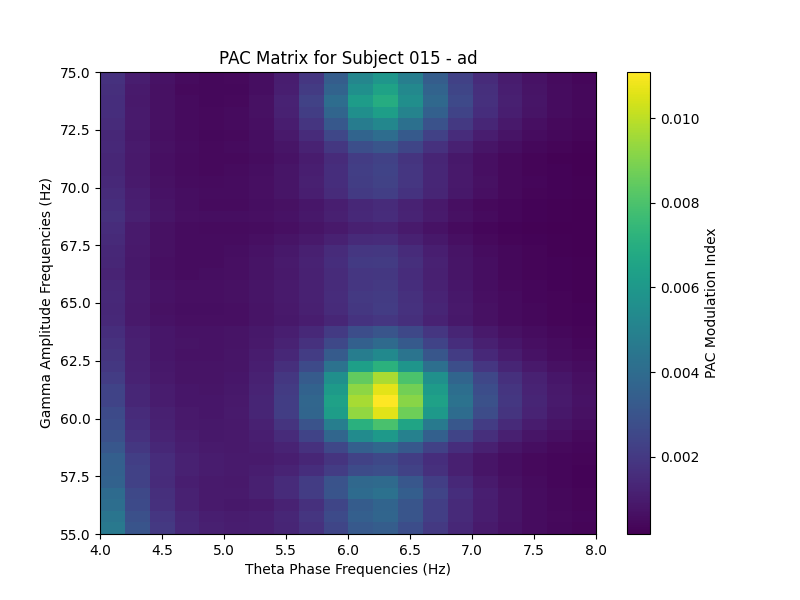 PAC Matrix for Subject 015 - ad
75.0
72.5
70.0
67.5
65.0
62.5
60.0
57.5
55.0
Gamma Amplitude Frequencies (Hz)
4.0 4.5 5.0 5.5 6.0 6.5 7.0 7.5 8.0
Theta Phase Frequencies (Hz)
0.010
0.008
0.006
0.004
0.002
PAC Modulation Index